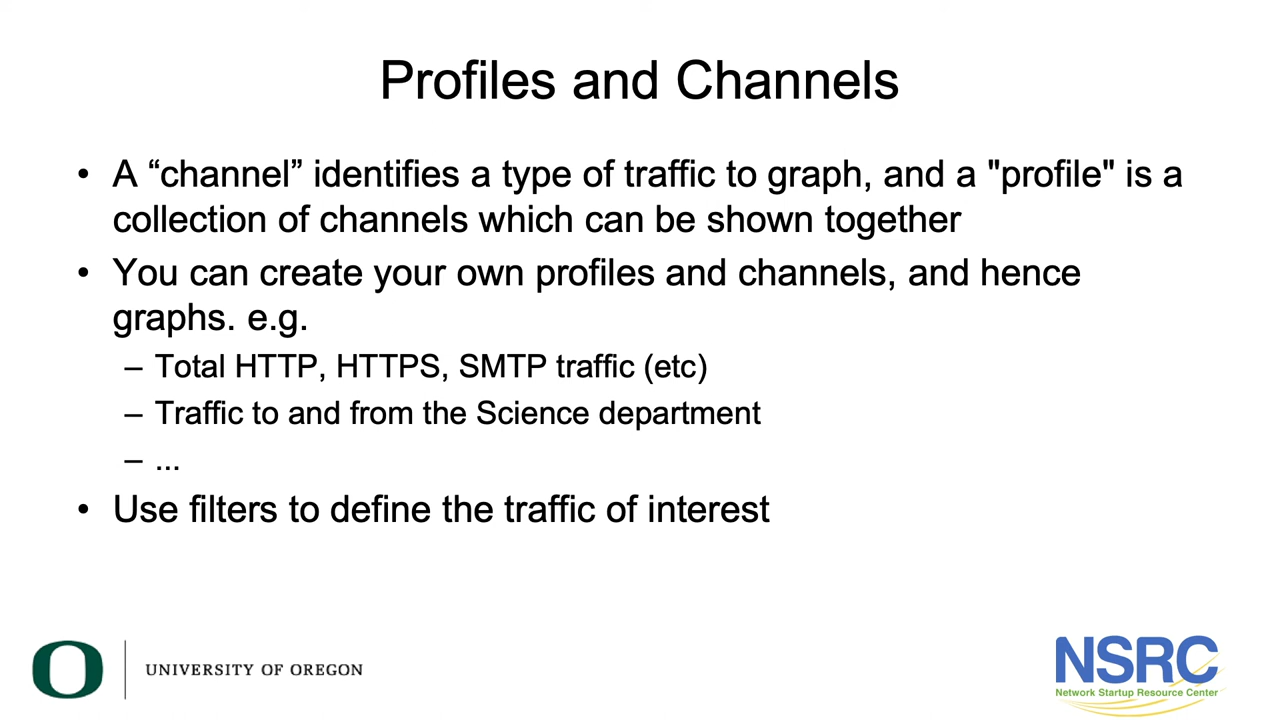 Profiles and Channels
• A “channel” identifies a type of traffic to graph, and a "profile" is a
collection of channels which can be shown together
• You can create your own profiles and channels, and hence
graphs. e.g.
– Total HTTP, HTTPS, SMTP traffic (etc)
– Traffic to and from the Science department
– ...
• Use filters to define the traffic of interest
O
UNIVERSITY OF OREGON
NSRC
Network Startup Resource Center